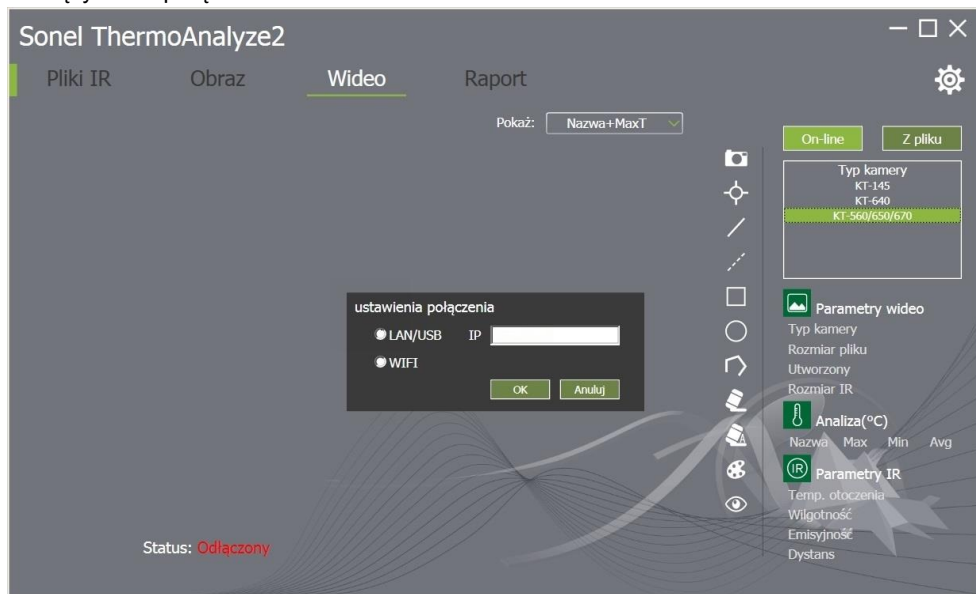 Sonel ThermoAnalyze2
Pliki IR Obraz Wideo Raport
Pokaż: Nazwa+MaxT
On-line Z pliku
Typ kamery
KT-145
KT-640
KT-560/650/670
ustawienia połączenia
LAN/USB IP
WIFI
OK Anuluj
Parametry wideo
Typ kamery
Rozmiar pliku
Utworzony
Rozmiar IR
Analiza(°C)
Nazwa Max Min Avg
IR Parametry IR
Temp. otoczenia
Wilgotność
Emisyjność
Dystans
Status: Odłączony